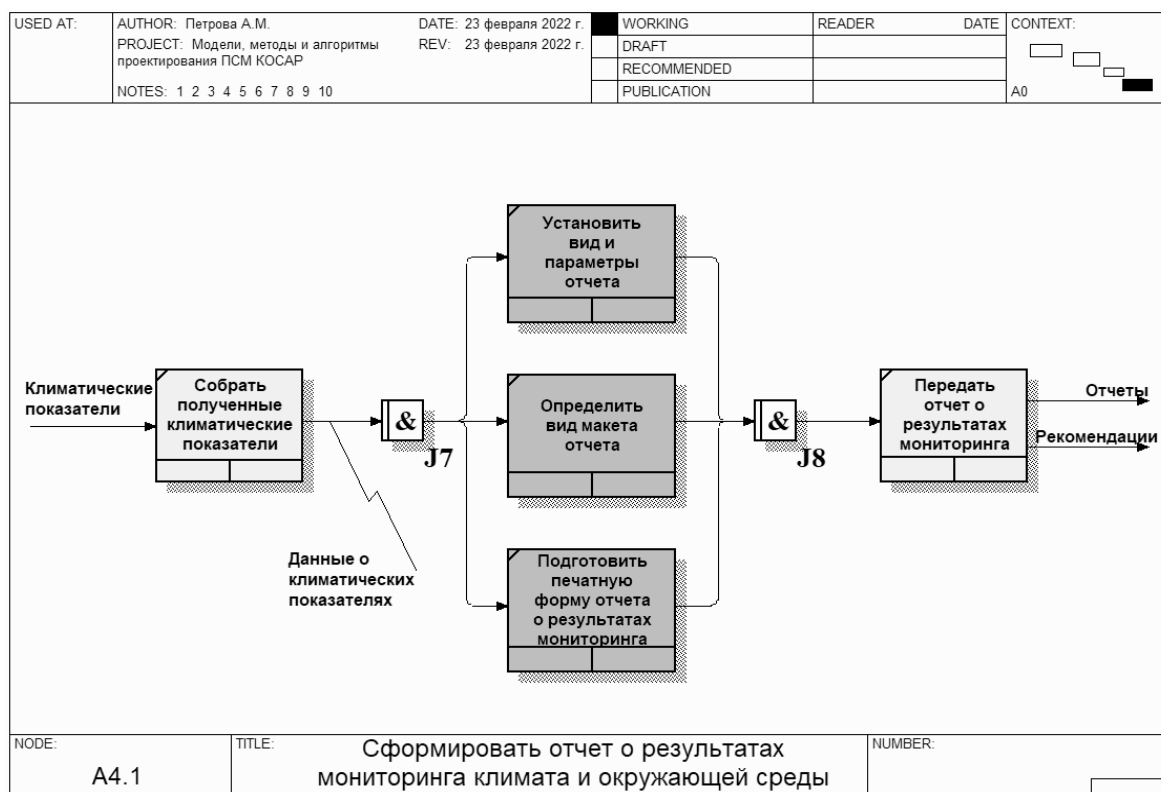 USED AT:
AUTHOR: Петрова А.М.
DATE: 23 февраля 2022 г.
PROJECT: Модели, методы и алгоритмы
проектирования ПСМ КОСАР
REV: 23 февраля 2022 г.
NOTES: 1 2 3 4 5 6 7 8 9 10
WORKING
DRAFT
RECOMMENDED
PUBLICATION
READER DATE
CONTEXT:
A0
Установить
вид и
параметры
отчета
Климатические
показатели
Собрать
полученные
климатические
показатели
&
J7
Определить
вид макета
отчета
&
J8
Передать
отчет о
результатах
мониторинга
Отчеты
Рекомендации
Данные о
климатических
показателях
Подготовить
печатную
форму отчета
о результатах
мониторинга
NODE:
A4.1
TITLE:
Сформировать отчет о результатах
мониторинга климата и окружающей среды
NUMBER: